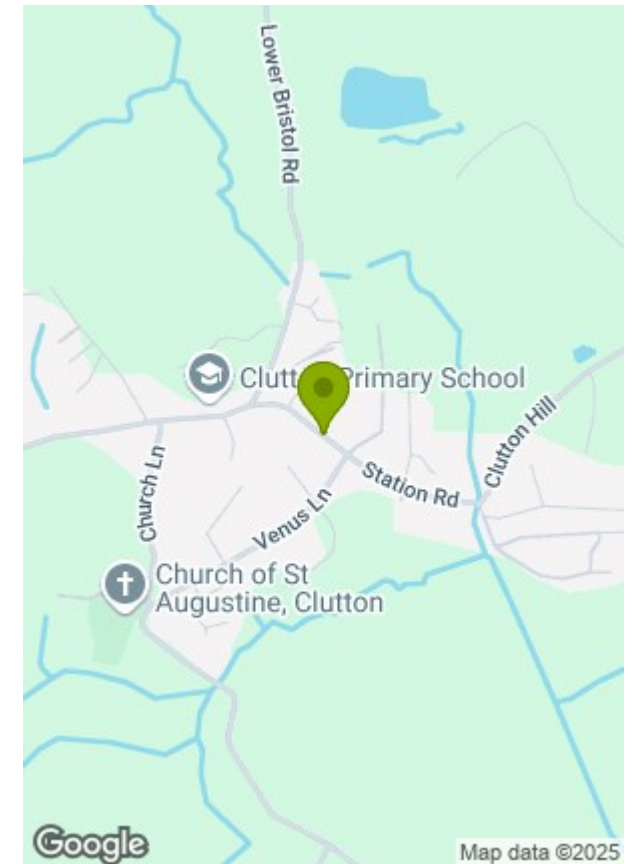 Lower Bristol Rd
Clutt Primary School
Clutton Hill
Church Ln
Station Rd
Venus Ln
Church of St
Augustine, Clutton
Google
Map data ©2025